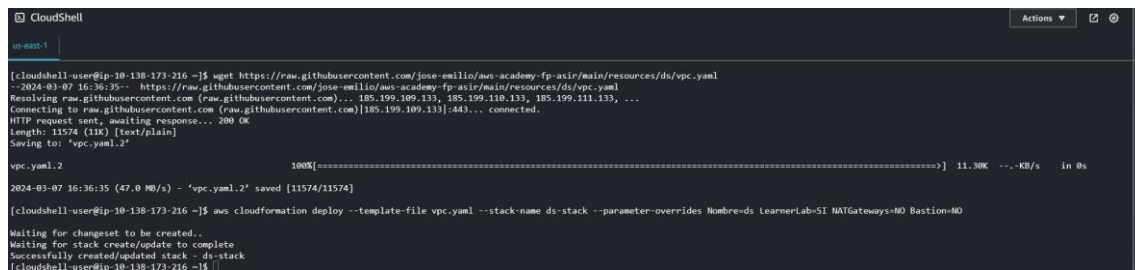 CloudShell
Actions ▼
us-east-1
[cloudshell-user@ip-10-138-173-216 ~]$ wget https://raw.githubusercontent.com/jose-emilio/aws-academy-fp-asir/main/resources/ds/vpc.yaml
--2024-03-07 16:36:35-- https://raw.githubusercontent.com/jose-emilio/aws-academy-fp-asir/main/resources/ds/vpc.yaml
Resolving raw.githubusercontent.com (raw.githubusercontent.com)... 185.199.109.133, 185.199.110.133, 185.199.111.133, ...
Connecting to raw.githubusercontent.com (raw.githubusercontent.com)|185.199.109.133|:443... connected.
HTTP request sent, awaiting response... 200 OK
Length: 11574 (11K) [text/plain]
Saving to: ‘vpc.yaml.2’
vpc.yaml.2 100%[=====================================================================>] 11.30K --.-KB/s in 0s
2024-03-07 16:36:35 (47.0 MB/s) - ‘vpc.yaml.2’ saved [11574/11574]
[cloudshell-user@ip-10-138-173-216 ~]$ aws cloudformation deploy --template-file vpc.yaml --stack-name ds-stack --parameter-overrides Nombre=ds LearnerLab=SI NATGateways=NO Bastion=NO
Waiting for changeset to be created..
Waiting for stack create/update to complete
Successfully created/updated stack - ds-stack
[cloudshell-user@ip-10-138-173-216 ~]$